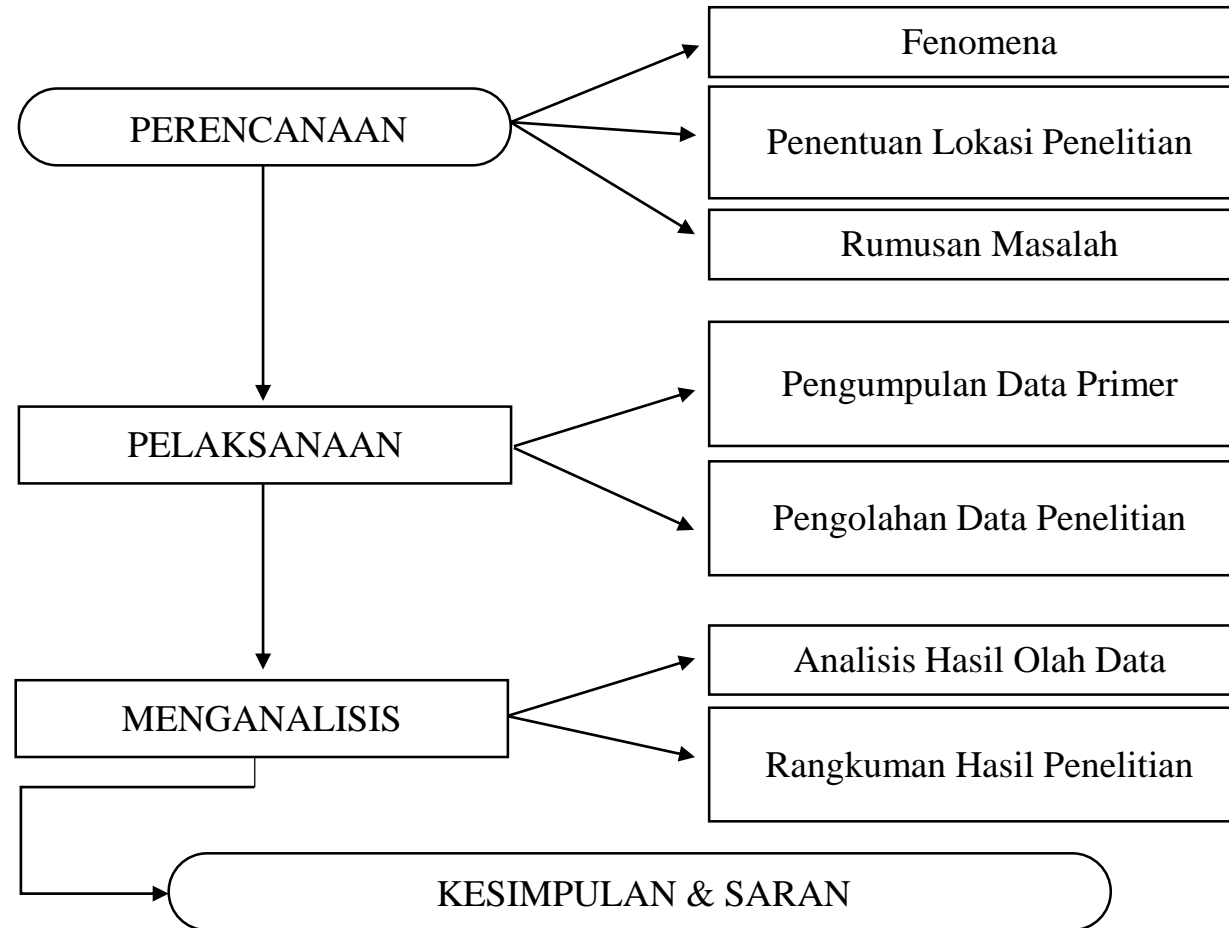 PERENCANAAN
Fenomena
Penentuan Lokasi Penelitian
Rumusan Masalah
PELAKSANAAN
Pengumpulan Data Primer
Pengolahan Data Penelitian
MENGANALISIS
Analisis Hasil Olah Data
Rangkuman Hasil Penelitian
KESIMPULAN & SARAN